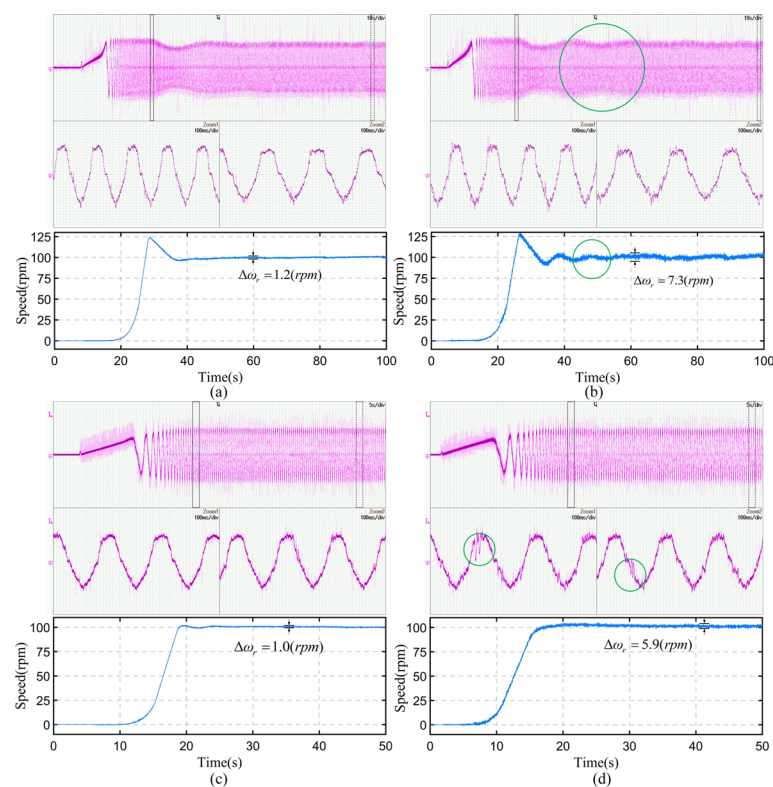 10s/div
Zoom1
100ms/div
Zoom2
100ms/div
Speed(rpm)
125
100
75
50
25
0
Δωr = 1.2(rpm)
0 20 40 60 80 100
Time(s)
(a)
10s/div
Zoom1
100ms/div
Zoom2
100ms/div
Speed(rpm)
125
100
75
50
25
0
Δωr = 7.3(rpm)
0 20 40 60 80 100
Time(s)
(b)
5s/div
Zoom1
100ms/div
Zoom2
100ms/div
Speed(rpm)
100
75
50
25
0
Δωr = 1.0(rpm)
0 10 20 30 40 50
Time(s)
(c)
5s/div
Zoom1
100ms/div
Zoom2
100ms/div
Speed(rpm)
100
75
50
25
0
Δωr = 5.9(rpm)
0 10 20 30 40 50
Time(s)
(d)